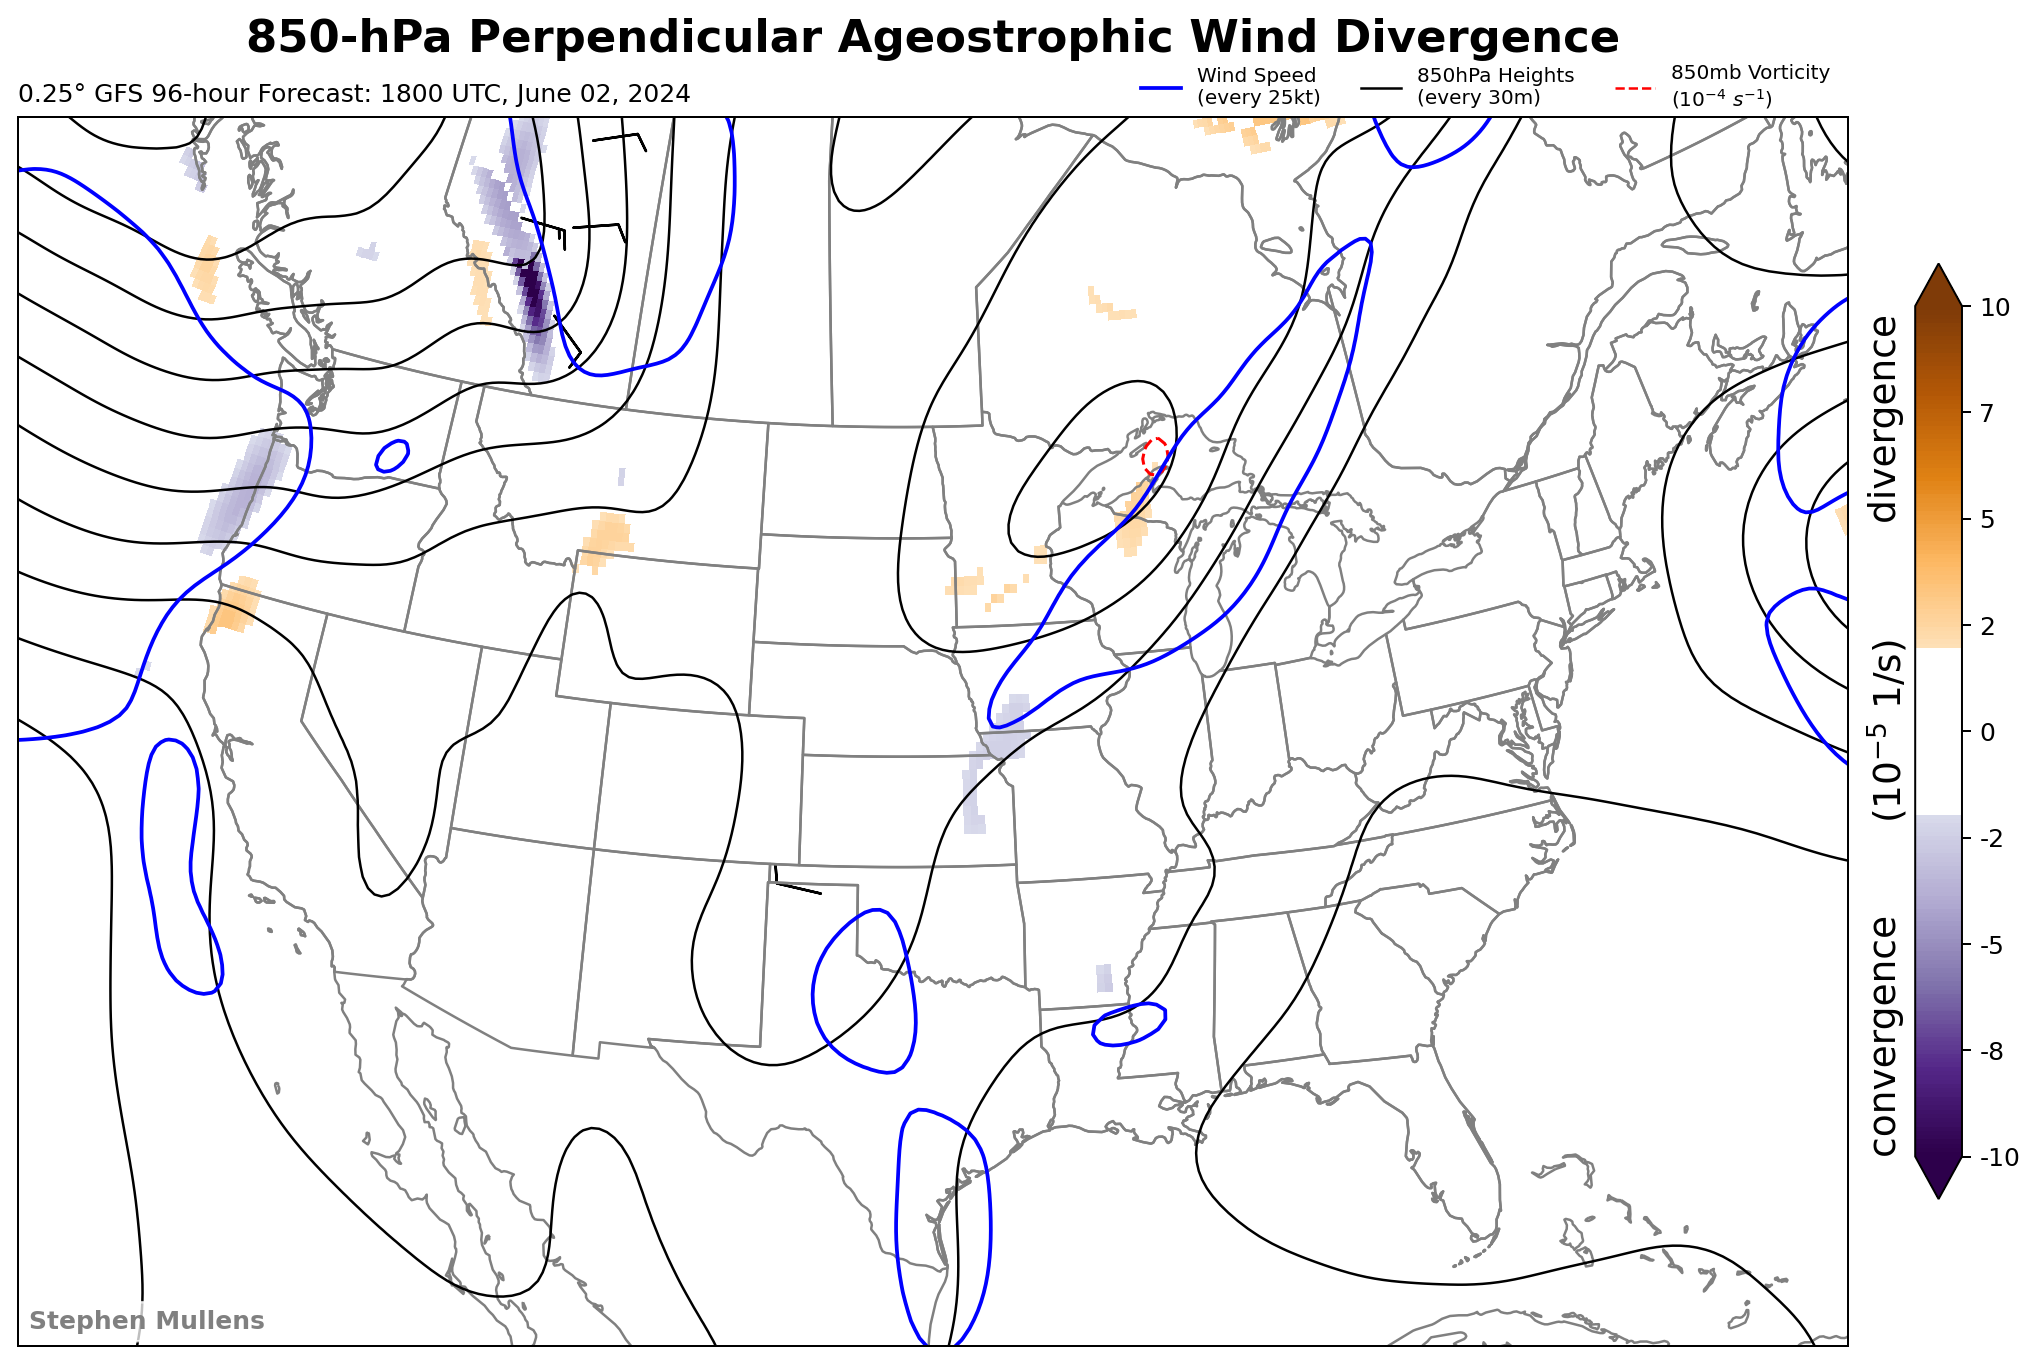 850-hPa Perpendicular Ageostrophic Wind Divergence
0.25° GFS 96-hour Forecast: 1800 UTC, June 02, 2024
Wind Speed
(every 25kt)
850hPa Heights
(every 30m)
850mb Vorticity
(10⁻⁴ s⁻¹)
10
7
5
2
0
-2
-5
-8
-10
convergence (10⁻⁵ 1/s) divergence
Stephen Mullens